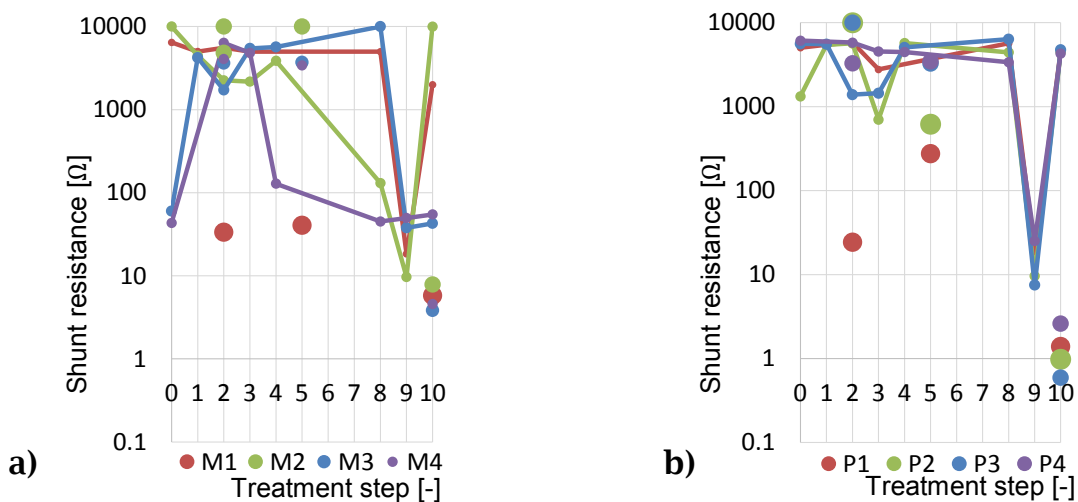 10000
1000
100
10
1
0.1
Shunt resistance [Ω]
0 1 2 3 4 5 6 7 8 9 10
M1 M2 M3 M4
Treatment step [-]
a)
10000
1000
100
10
1
0.1
Shunt resistance [Ω]
0 1 2 3 4 5 6 7 8 9 10
P1 P2 P3 P4
Treatment step [-]
b)